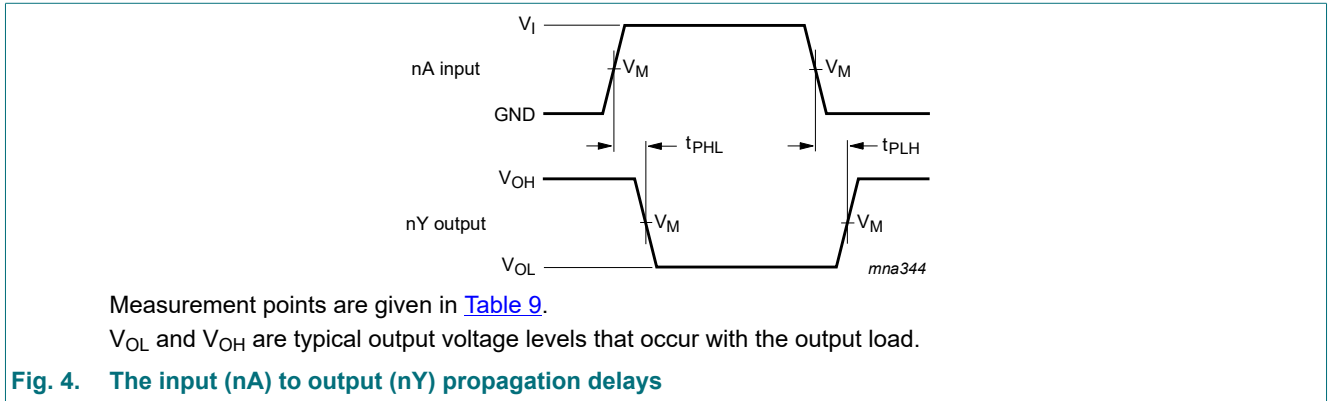 V_I
nA input
V_M
V_M
GND
t_PHL
t_PLH
V_OH
nY output
V_M
V_M
V_OL
mna344
Measurement points are given in Table 9.
V_OL and V_OH are typical output voltage levels that occur with the output load.
Fig. 4. The input (nA) to output (nY) propagation delays